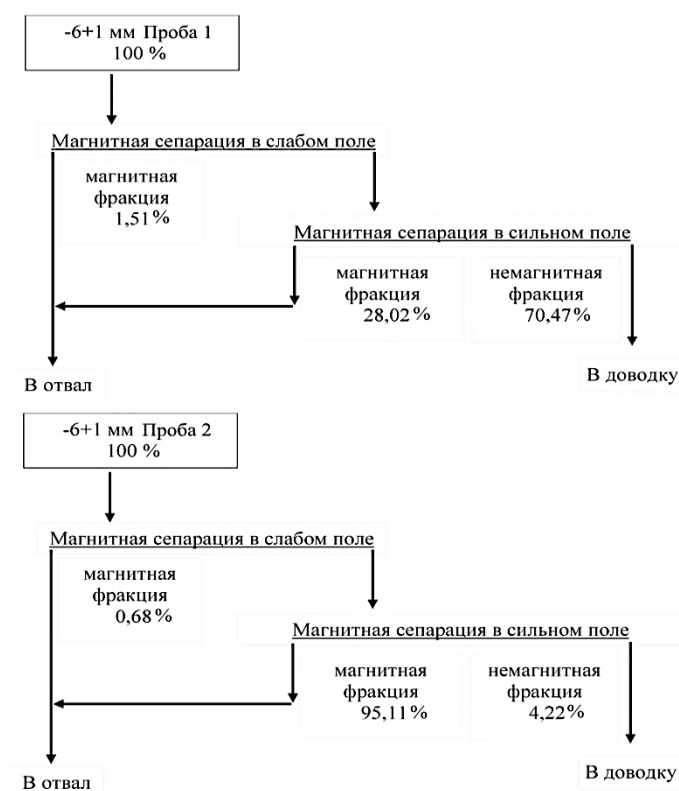 -6+1 мм Проба 1
100 %
Магнитная сепарация в слабом поле
магнитная
фракция
1,51%
Магнитная сепарация в сильном поле
магнитная
фракция
28,02%
немагнитная
фракция
70,47%
В отвал
В доводку
-6+1 мм Проба 2
100 %
Магнитная сепарация в слабом поле
магнитная
фракция
0,68%
Магнитная сепарация в сильном поле
магнитная
фракция
95,11%
немагнитная
фракция
4,22%
В отвал
В доводку